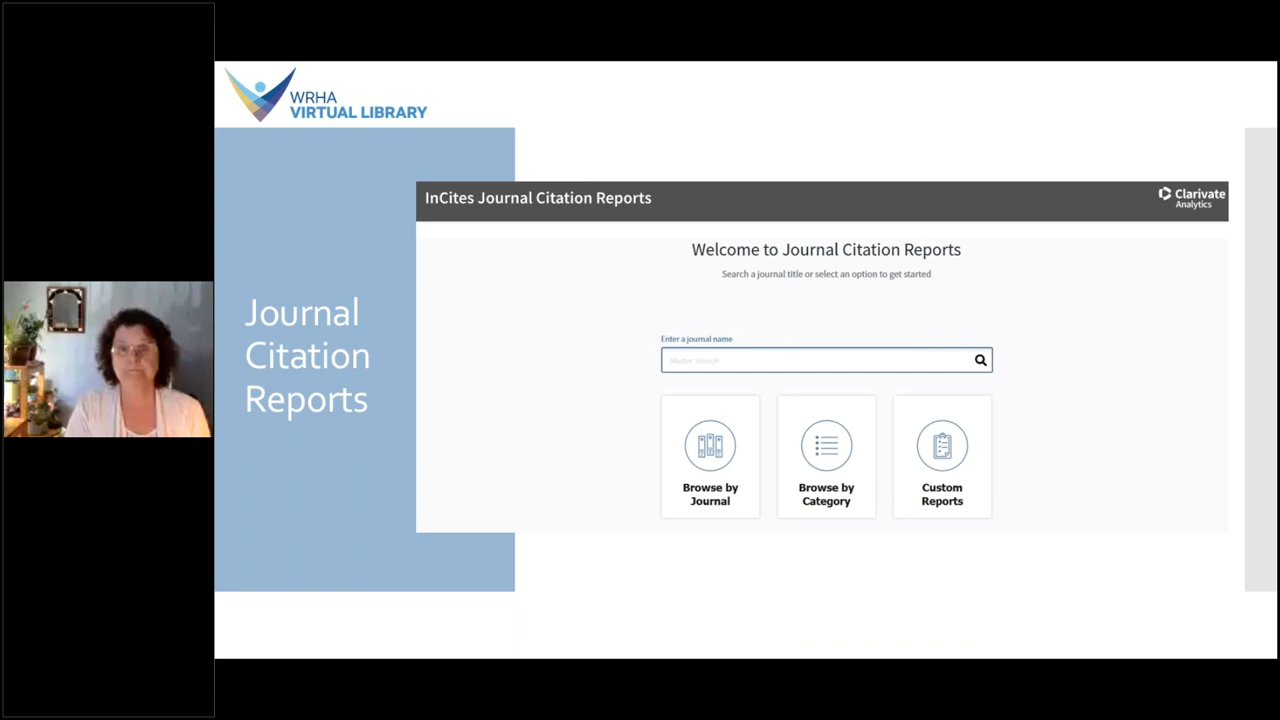 WRHA
VIRTUAL LIBRARY
Journal
Citation
Reports
InCites Journal Citation Reports
Clarivate
Analytics
Welcome to Journal Citation Reports
Search a journal title or select an option to get started
Enter a journal name
Master Search
Browse by
Journal
Browse by
Category
Custom
Reports